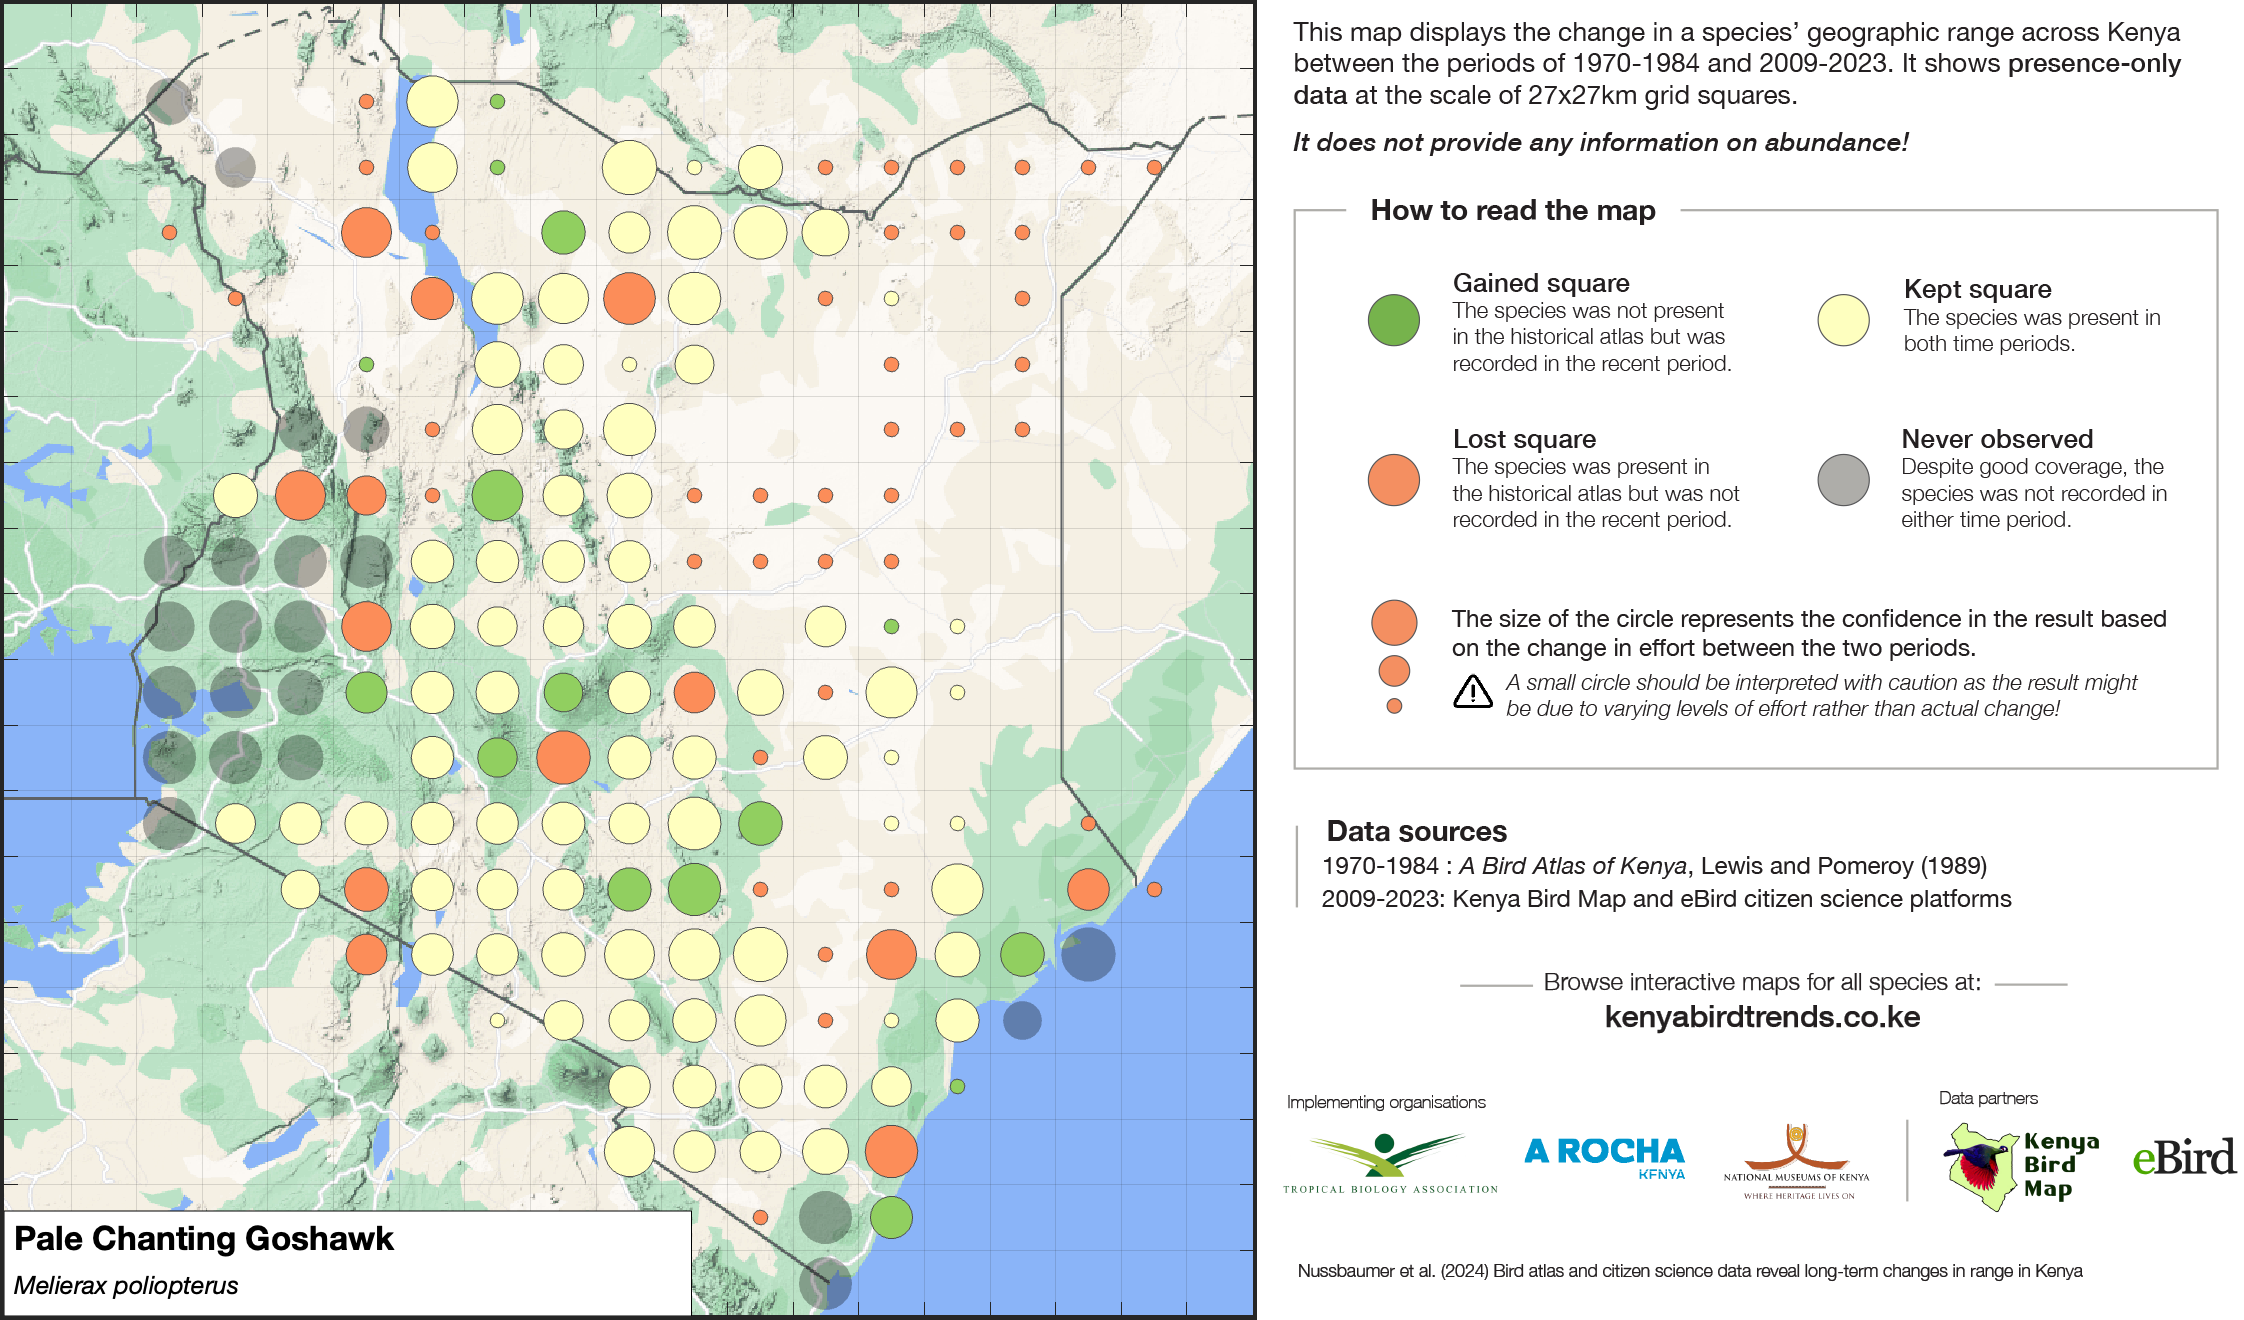 This map displays the change in a species’ geographic range across Kenya
between the periods of 1970-1984 and 2009-2023. It shows presence-only
data at the scale of 27x27km grid squares.
It does not provide any information on abundance!
How to read the map
Gained square
The species was not present
in the historical atlas but was
recorded in the recent period.
Kept square
The species was present in
both time periods.
Lost square
The species was present in
the historical atlas but was not
recorded in the recent period.
Never observed
Despite good coverage, the
species was not recorded in
either time period.
The size of the circle represents the confidence in the result based
on the change in effort between the two periods.
A small circle should be interpreted with caution as the result might
be due to varying levels of effort rather than actual change!
Data sources
1970-1984 : A Bird Atlas of Kenya, Lewis and Pomeroy (1989)
2009-2023: Kenya Bird Map and eBird citizen science platforms
Browse interactive maps for all species at:
kenyabirdtrends.co.ke
Implementing organisations
Data partners
TROPICAL BIOLOGY ASSOCIATION
A ROCHA
KENYA
NATIONAL MUSEUMS OF KENYA
WHERE HERITAGE LIVES ON
Kenya
Bird
Map
eBird
Nussbaumer et al. (2024) Bird atlas and citizen science data reveal long-term changes in range in Kenya
Pale Chanting Goshawk
Melierax poliopterus